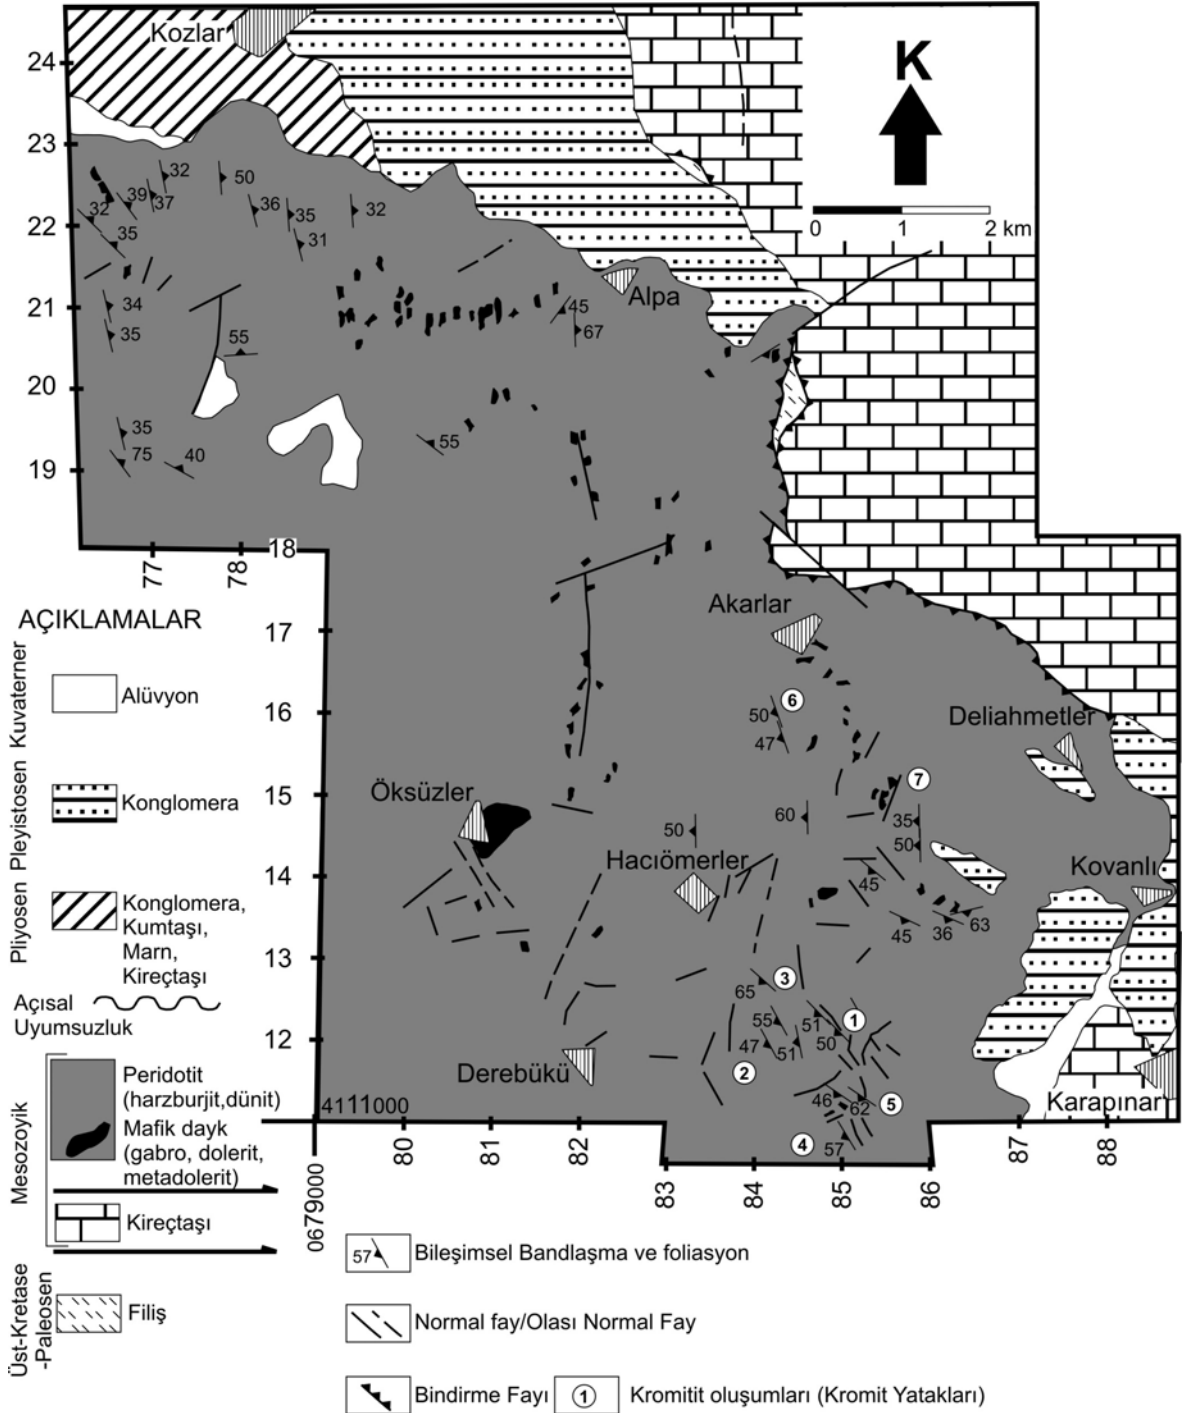 Kozlar
K
0 1 2 km
24
23
22
21
20
19
18
77
78
32
50
39
37
32
35
36
35
32
31
34
35
55
35
75
40
45
67
55
Alpa
AÇIKLAMALAR
Kuvaterner
Pleyistosen
Pliyosen
Alüvyon
Konglomera
Konglomera,
Kumtaşı,
Marn,
Kireçtaşı
Açısal
Uyumsuzluk
Mesozoyik
Peridotit
(harzburjit,dünit)
Mafik dayk
(gabro, dolerit,
metadolerit)
Kireçtaşı
Üst-Kretase
-Paleosen
Filiş
17
16
15
14
13
12
4111000
0679000
80
81
82
83
84
85
86
87
88
Akarlar
6
50
47
Deliahmetler
7
Öksüzler
60
35
50
50
Hacıömerler
Kovanlı
45
45
36
63
3
65
55
51
1
47
51
50
2
Derebükü
46
62
5
4
57
Karapınar
57
Bileşimsel Bandlaşma ve foliasyon
Normal fay/Olası Normal Fay
Bindirme Fayı
1
Kromitit oluşumları (Kromit Yatakları)